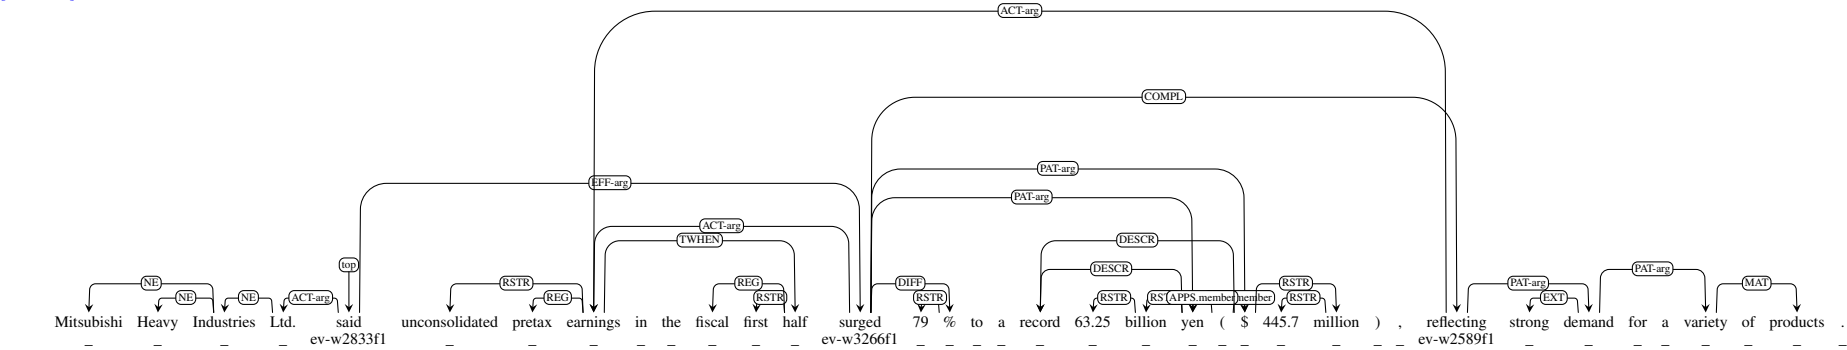 ACT-arg
COMPL
PAT-arg
EFF-arg
PAT-arg
ACT-arg
TWHEN DESCR
top DESCR PAT-arg
NE RSTR REG DIFF RSTR PAT-arg MAT
NE NE ACT-arg REG RSTR RSTR RSTR APPS.member member RSTR EXT
Mitsubishi Heavy Industries Ltd. said unconsolidated pretax earnings in the fiscal first half surged 79 % to a record 63.25 billion yen ( $ 445.7 million ) , reflecting strong demand for a variety of products .
_ _ _ _ ev-w2833f1 _ _ _ _ _ _ _ _ ev-w3266f1 _ _ _ _ _ _ _ _ _ _ _ _ _ _ ev-w2589f1 _ _ _ _ _ _ _ _